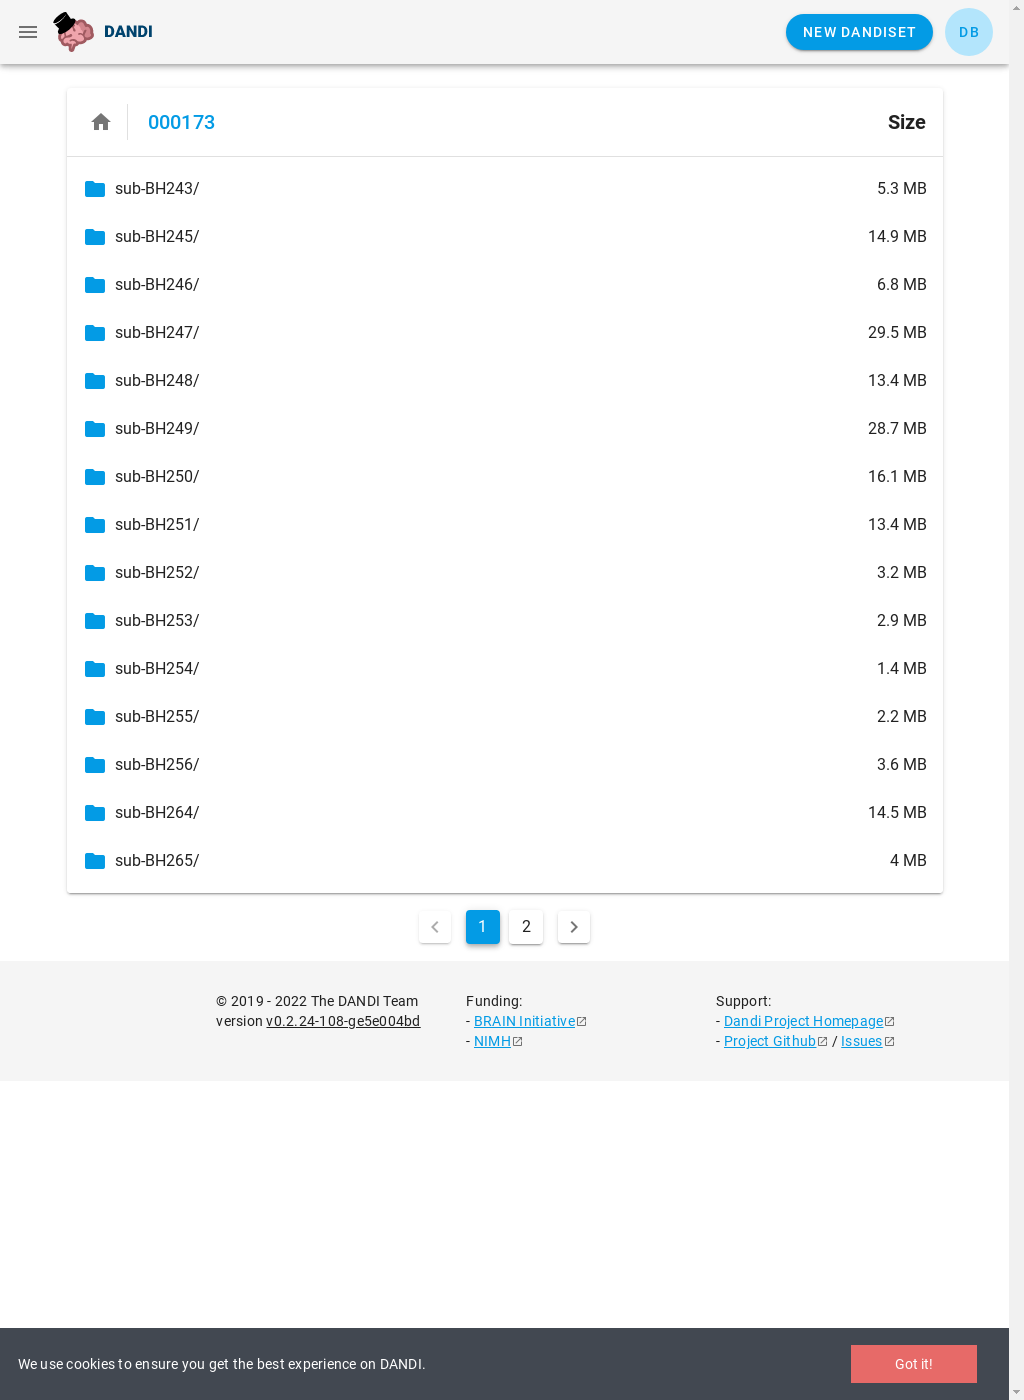 DANDI
NEW DANDISET
DB
000173
Size
sub-BH243/ 5.3 MB
sub-BH245/ 14.9 MB
sub-BH246/ 6.8 MB
sub-BH247/ 29.5 MB
sub-BH248/ 13.4 MB
sub-BH249/ 28.7 MB
sub-BH250/ 16.1 MB
sub-BH251/ 13.4 MB
sub-BH252/ 3.2 MB
sub-BH253/ 2.9 MB
sub-BH254/ 1.4 MB
sub-BH255/ 2.2 MB
sub-BH256/ 3.6 MB
sub-BH264/ 14.5 MB
sub-BH265/ 4 MB
1 2
© 2019 - 2022 The DANDI Team
version v0.2.24-108-ge5e004bd
Funding:
- BRAIN Initiative
- NIMH
Support:
- Dandi Project Homepage
- Project Github / Issues
We use cookies to ensure you get the best experience on DANDI.
Got it!